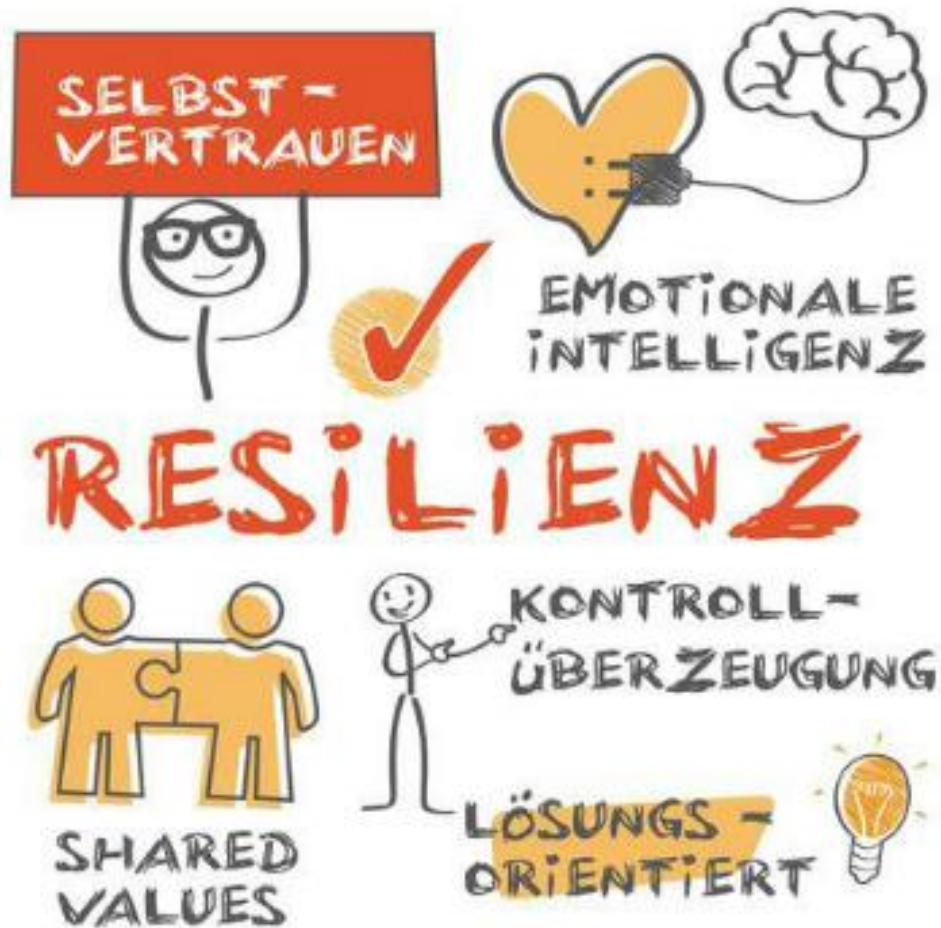 SELBST-
VERTRAUEN
EMOTiONALE
iNTELLiGENZ
RESiLiENZ
KONTROLL-
ÜBERZEUGUNG
SHARED
VALUES
LÖSUNGS-
ORiENTiERT